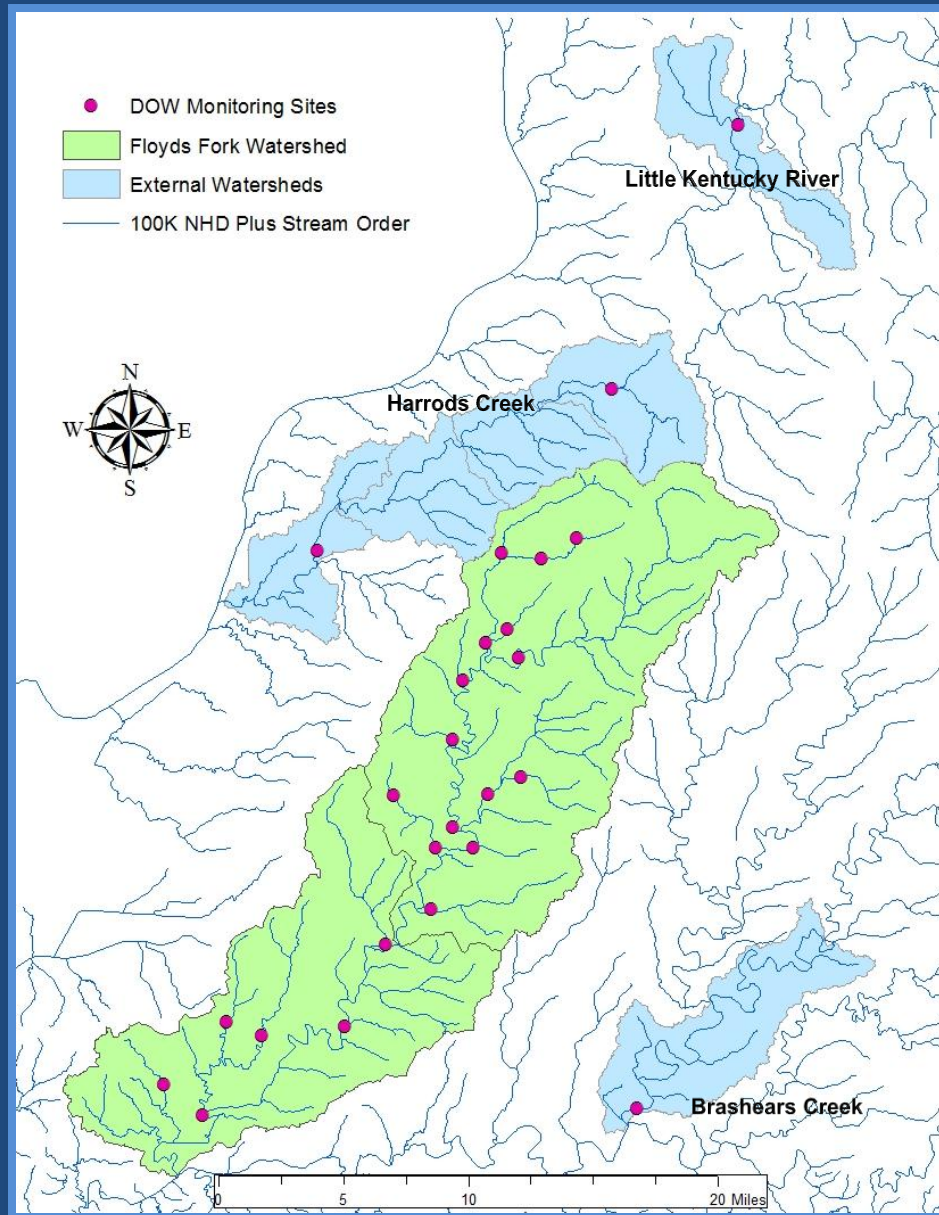 DOW Monitoring Sites
Floyds Fork Watershed
External Watersheds
100K NHD Plus Stream Order
Little Kentucky River
N
W E
S
Harrods Creek
Brashears Creek
0 5 10 20 Miles